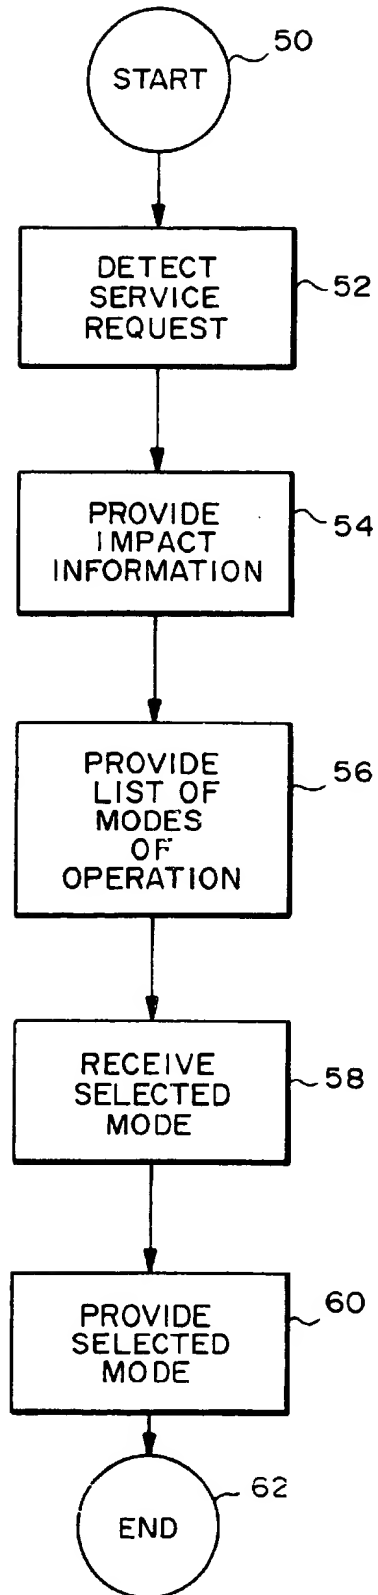 50
START
DETECT
SERVICE
REQUEST
52
PROVIDE
IMPACT
INFORMATION
54
PROVIDE
LIST OF
MODES
OF
OPERATION
56
RECEIVE
SELECTED
MODE
58
PROVIDE
SELECTED
MODE
60
62
END